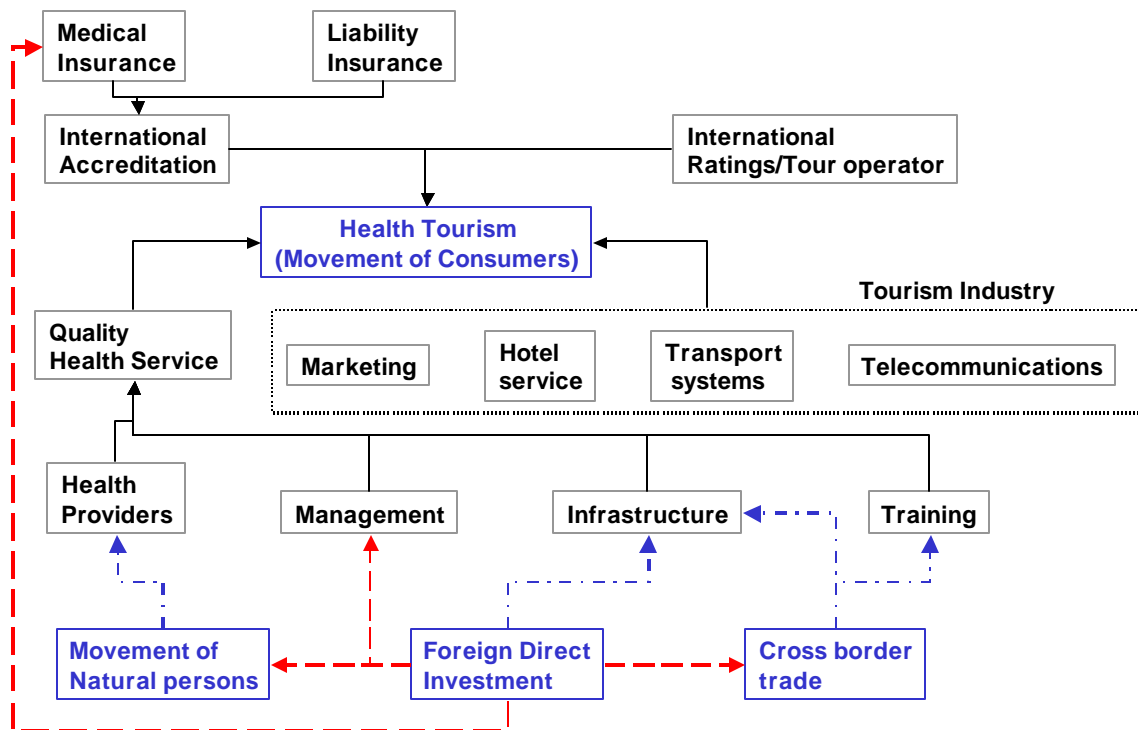 Medical
Insurance
Liability
Insurance
International
Accreditation
International
Ratings/Tour operator
Health Tourism
(Movement of Consumers)
Tourism Industry
Quality
Health Service
Marketing
Hotel
service
Transport
systems
Telecommunications
Health
Providers
Management
Infrastructure
Training
Movement of
Natural persons
Foreign Direct
Investment
Cross border
trade